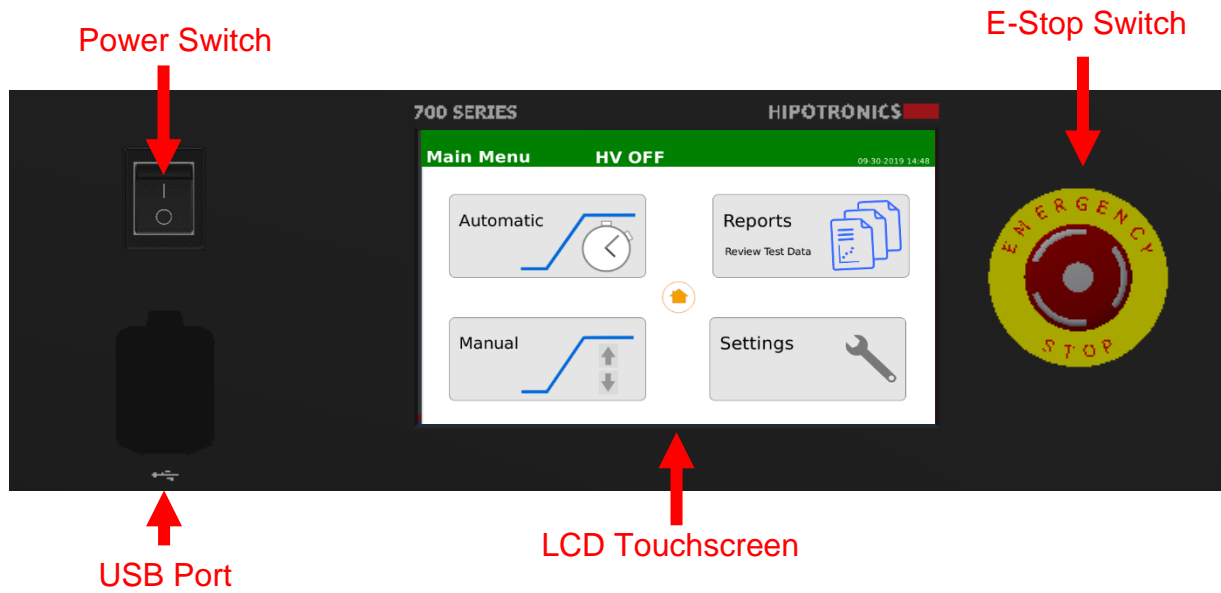 Power Switch
E-Stop Switch
700 SERIES
HIPOTRONICS
Main Menu
HV OFF
09-30-2019 14:48
Automatic
Reports
Review Test Data
Manual
Settings
EMERGENCY
STOP
LCD Touchscreen
USB Port